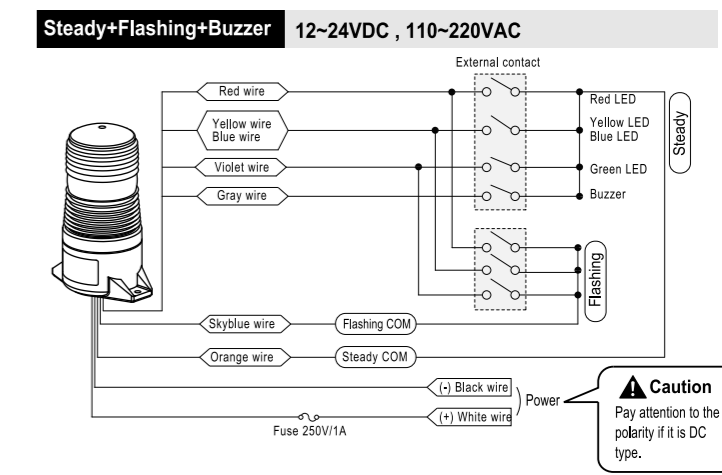 Steady+Flashing+Buzzer
12~24VDC , 110~220VAC
External contact
Red wire
Red LED
Yellow wire
Blue wire
Yellow LED
Blue LED
Steady
Violet wire
Green LED
Gray wire
Buzzer
Flashing
Skyblue wire
Flashing COM
Orange wire
Steady COM
(-) Black wire
Power
(+) White wire
Fuse 250V/1A
Caution
Pay attention to the
polarity if it is DC
type.